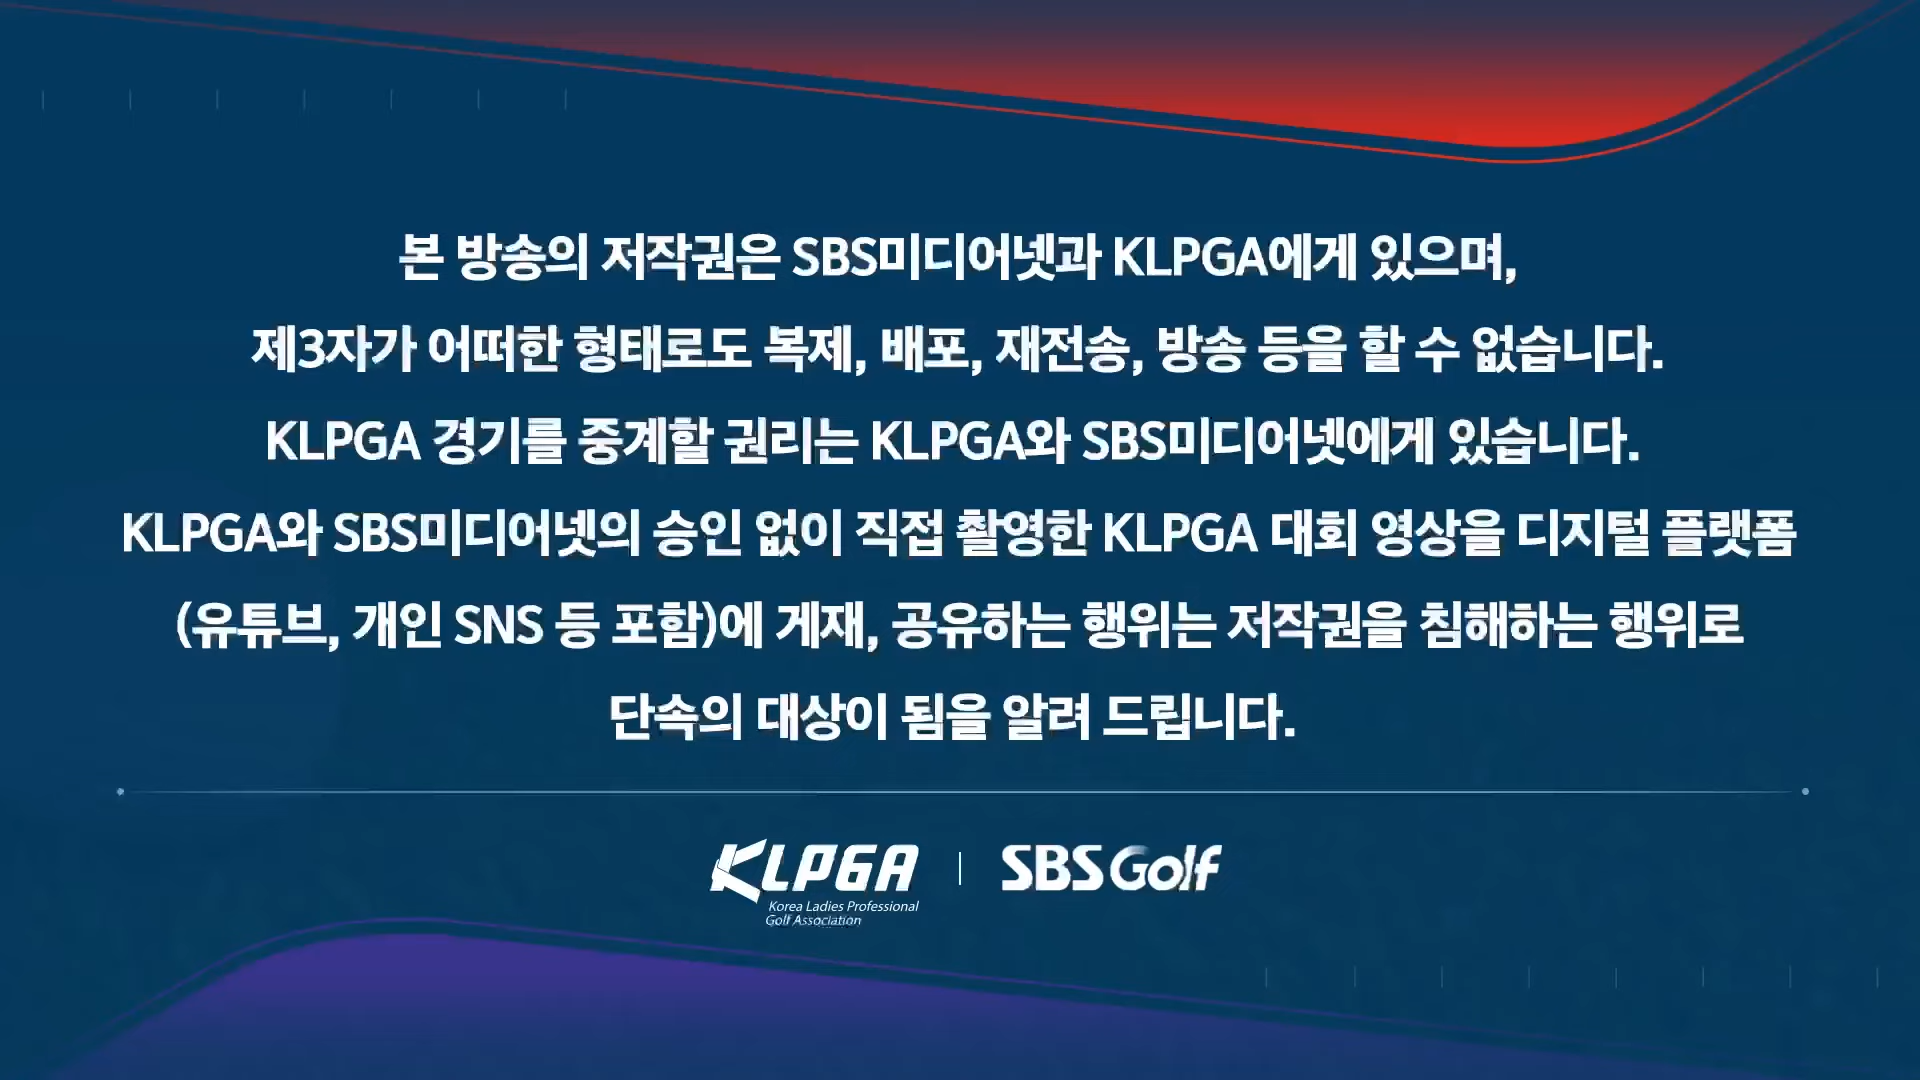 본 방송의 저작권은 SBS미디어넷과 KLPGA에게 있으며,
제3자가 어떠한 형태로도 복제, 배포, 재전송, 방송 등을 할 수 없습니다.
KLPGA 경기를 중계할 권리는 KLPGA와 SBS미디어넷에게 있습니다.
KLPGA와 SBS미디어넷의 승인 없이 직접 촬영한 KLPGA 대회 영상을 디지털 플랫폼
(유튜브, 개인 SNS 등 포함)에 게재, 공유하는 행위는 저작권을 침해하는 행위로
단속의 대상이 됨을 알려 드립니다.
KLPGA
Korea Ladies Professional
Golf Association
SBS Golf